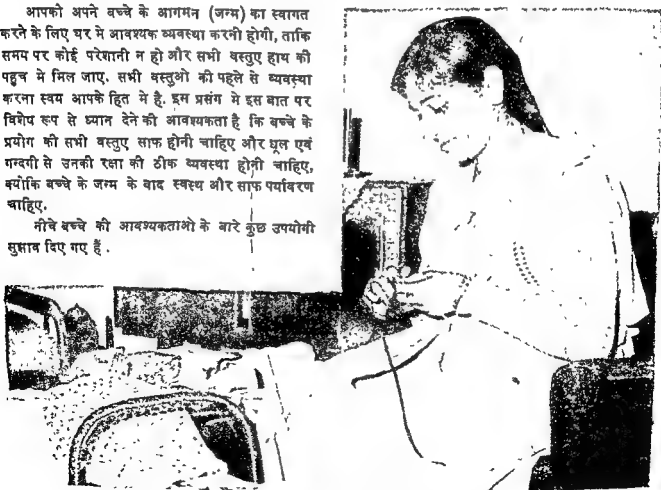 आपको अपने बच्चे के आगमन (जन्म) का स्वागत
करने के लिए घर मे आवश्यक व्यवस्था करनी होगी, ताकि
समय पर कोई परेशानी न हो और सभी वस्तुए हाथ की
पहुच मे मिल जाए. सभी वस्तुओ की पहले से व्यवस्था
करना स्वय आपके हित मे है. इस प्रसंग मे इस बात पर
विशेष रूप से ध्यान देने की आवश्यकता है कि बच्चे के
प्रयोग की सभी वस्तुए साफ होनी चाहिए और धूल एवं
गन्दगी से उनकी रक्षा की ठीक व्यवस्था होनी चाहिए,
क्योकि बच्चे के जन्म के बाद स्वस्थ और साफ पर्यावरण
चाहिए.
नीचे बच्चे की आवश्यकताओ के बारे कुछ उपयोगी
सुझाव दिए गए हैं .